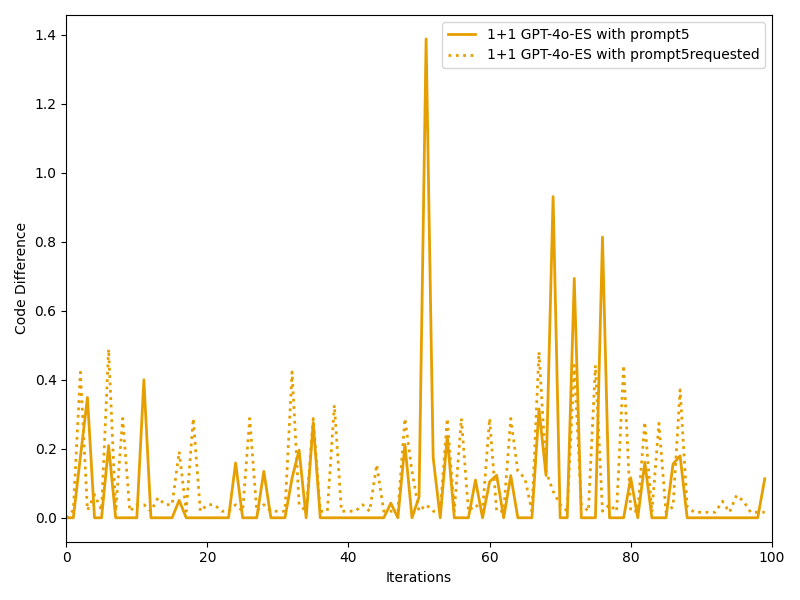 1+1 GPT-4o-ES with prompt5
1+1 GPT-4o-ES with prompt5requested
Code Difference
1.4
1.2
1.0
0.8
0.6
0.4
0.2
0.0
0 20 40 60 80 100
Iterations